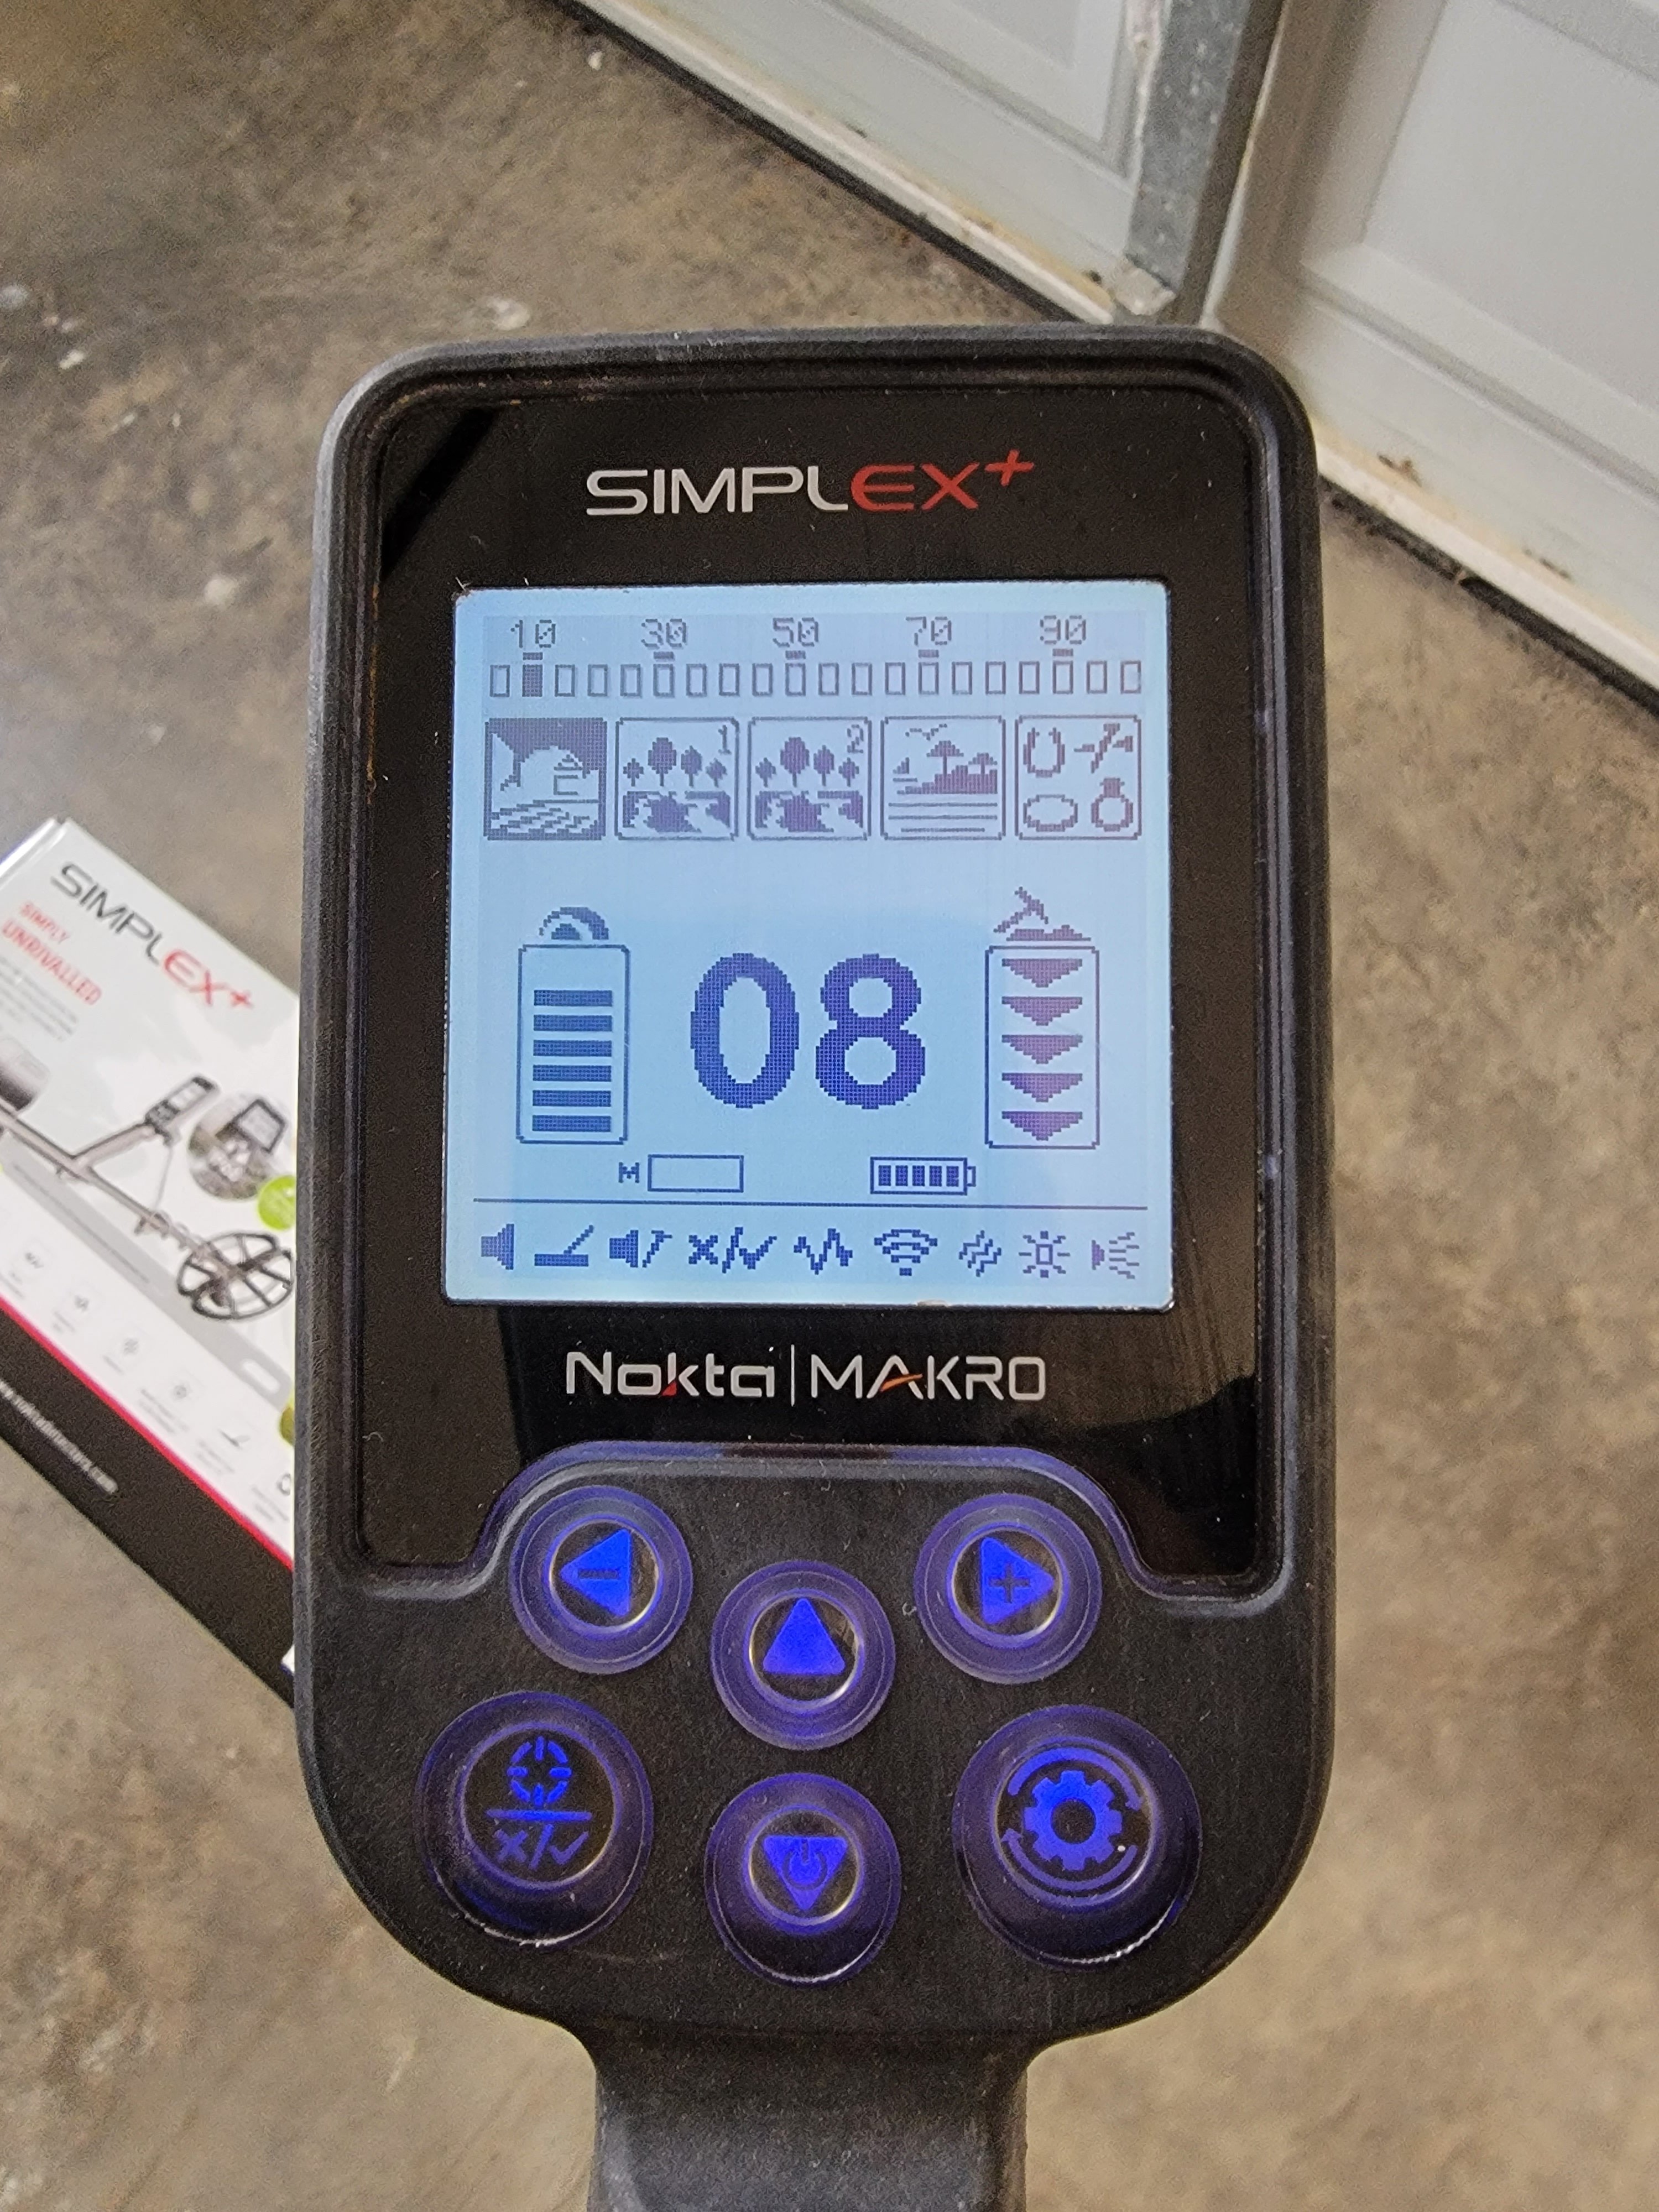 SIMPLEX+
10 30 50 70 90
1 2
08
M
Nokta | MAKRO
SIMPLEX+
SIMPLY
UNRIVALLED